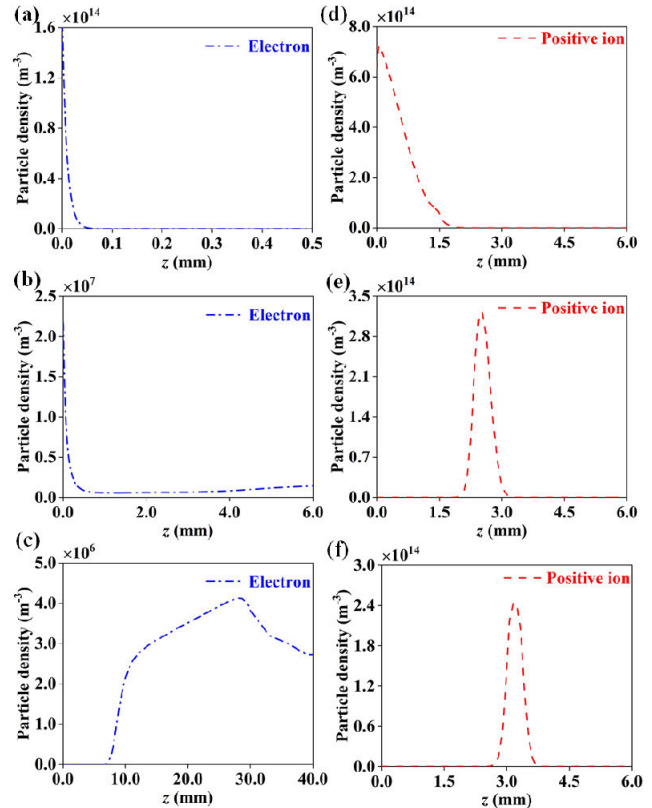 (a)
×10¹⁴
1.6
1.2
0.8
0.4
0.0
Particle density (m⁻³)
Electron
0.0 0.1 0.2 0.3 0.4 0.5
z (mm)
(d)
×10¹⁴
8.0
6.0
4.0
2.0
0.0
Particle density (m⁻³)
Positive ion
0.0 1.5 3.0 4.5 6.0
z (mm)
(b)
×10⁷
2.5
2.0
1.5
1.0
0.5
0.0
Particle density (m⁻³)
Electron
0.0 2.0 4.0 6.0
z (mm)
(e)
×10¹⁴
3.5
2.8
2.1
1.4
0.7
0.0
Particle density (m⁻³)
Positive ion
0.0 1.5 3.0 4.5 6.0
z (mm)
(c)
×10⁶
5.0
4.0
3.0
2.0
1.0
0.0
Particle density (m⁻³)
Electron
0.0 10.0 20.0 30.0 40.0
z (mm)
(f)
×10¹⁴
3.0
2.4
1.8
1.2
0.6
0.0
Particle density (m⁻³)
Positive ion
0.0 1.5 3.0 4.5 6.0
z (mm)